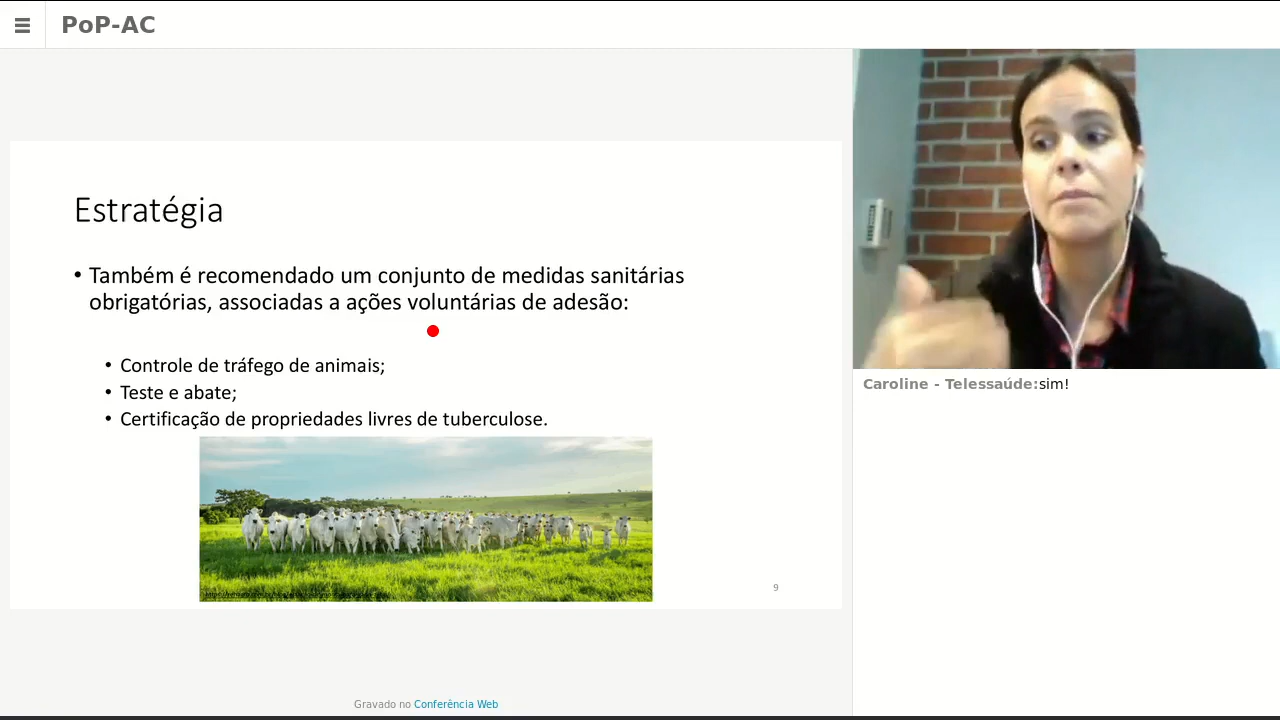 PoP-AC
Estratégia
• Também é recomendado um conjunto de medidas sanitárias
obrigatórias, associadas a ações voluntárias de adesão:
• Controle de tráfego de animais;
• Teste e abate;
• Certificação de propriedades livres de tuberculose.
9
Caroline - Telessaúde:sim!
Gravado no Conferência Web